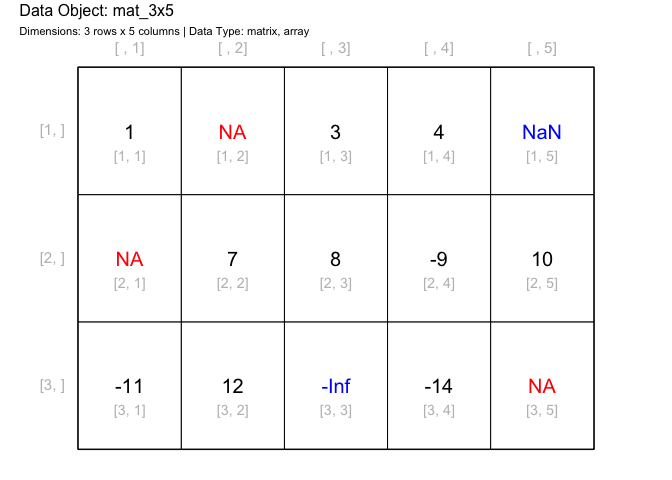 Data Object: mat_3x5
Dimensions: 3 rows x 5 columns | Data Type: matrix, array
[ , 1] [ , 2] [ , 3] [ , 4] [ , 5]
1 NA 3 4 NaN
[1, ]
[1, 1] [1, 2] [1, 3] [1, 4] [1, 5]
NA 7 8 -9 10
[2, ]
[2, 1] [2, 2] [2, 3] [2, 4] [2, 5]
-11 12 -Inf -14 NA
[3, ]
[3, 1] [3, 2] [3, 3] [3, 4] [3, 5]